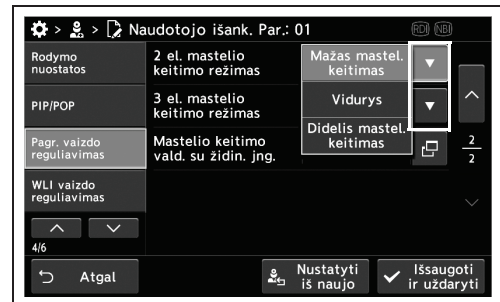 > > Naudotojo išank. Par.: 01 RDI NBI
Rodymo
nuostatos
PIP/POP
Pagr. vaizdo
reguliavimas
WLI vaizdo
reguliavimas
4/6
2 el. mastelio
keitimo režimas
3 el. mastelio
keitimo režimas
Mastelio keitimo
vald. su židin. jng.
Mažas mastel.
keitimas
Vidurys
Didelis mastel.
keitimas
2
2
Atgal
Nustatyti
iš naujo
Išsaugoti
ir uždaryti